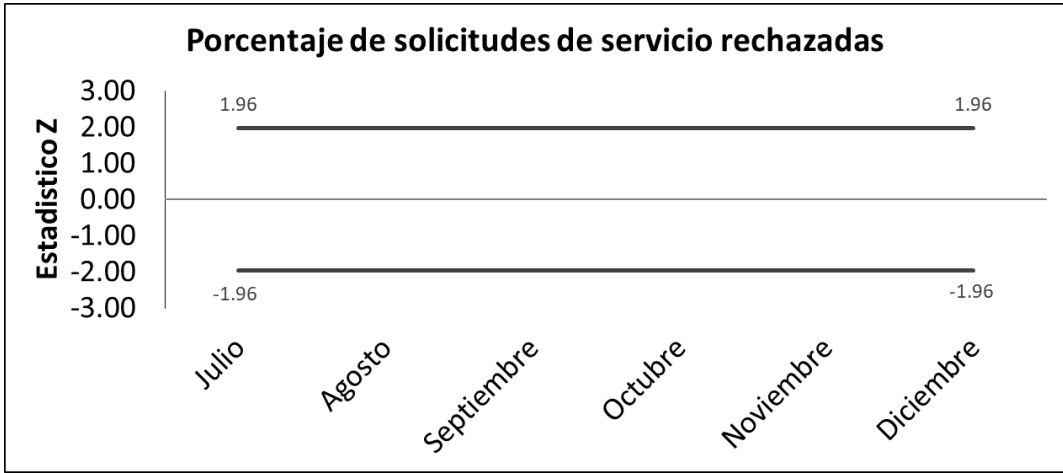 Porcentaje de solicitudes de servicio rechazadas
Estadistico Z
3.00
2.00
1.00
0.00
-1.00
-2.00
-3.00
1.96
1.96
-1.96
-1.96
Julio
Agosto
Septiembre
Octubre
Noviembre
Diciembre